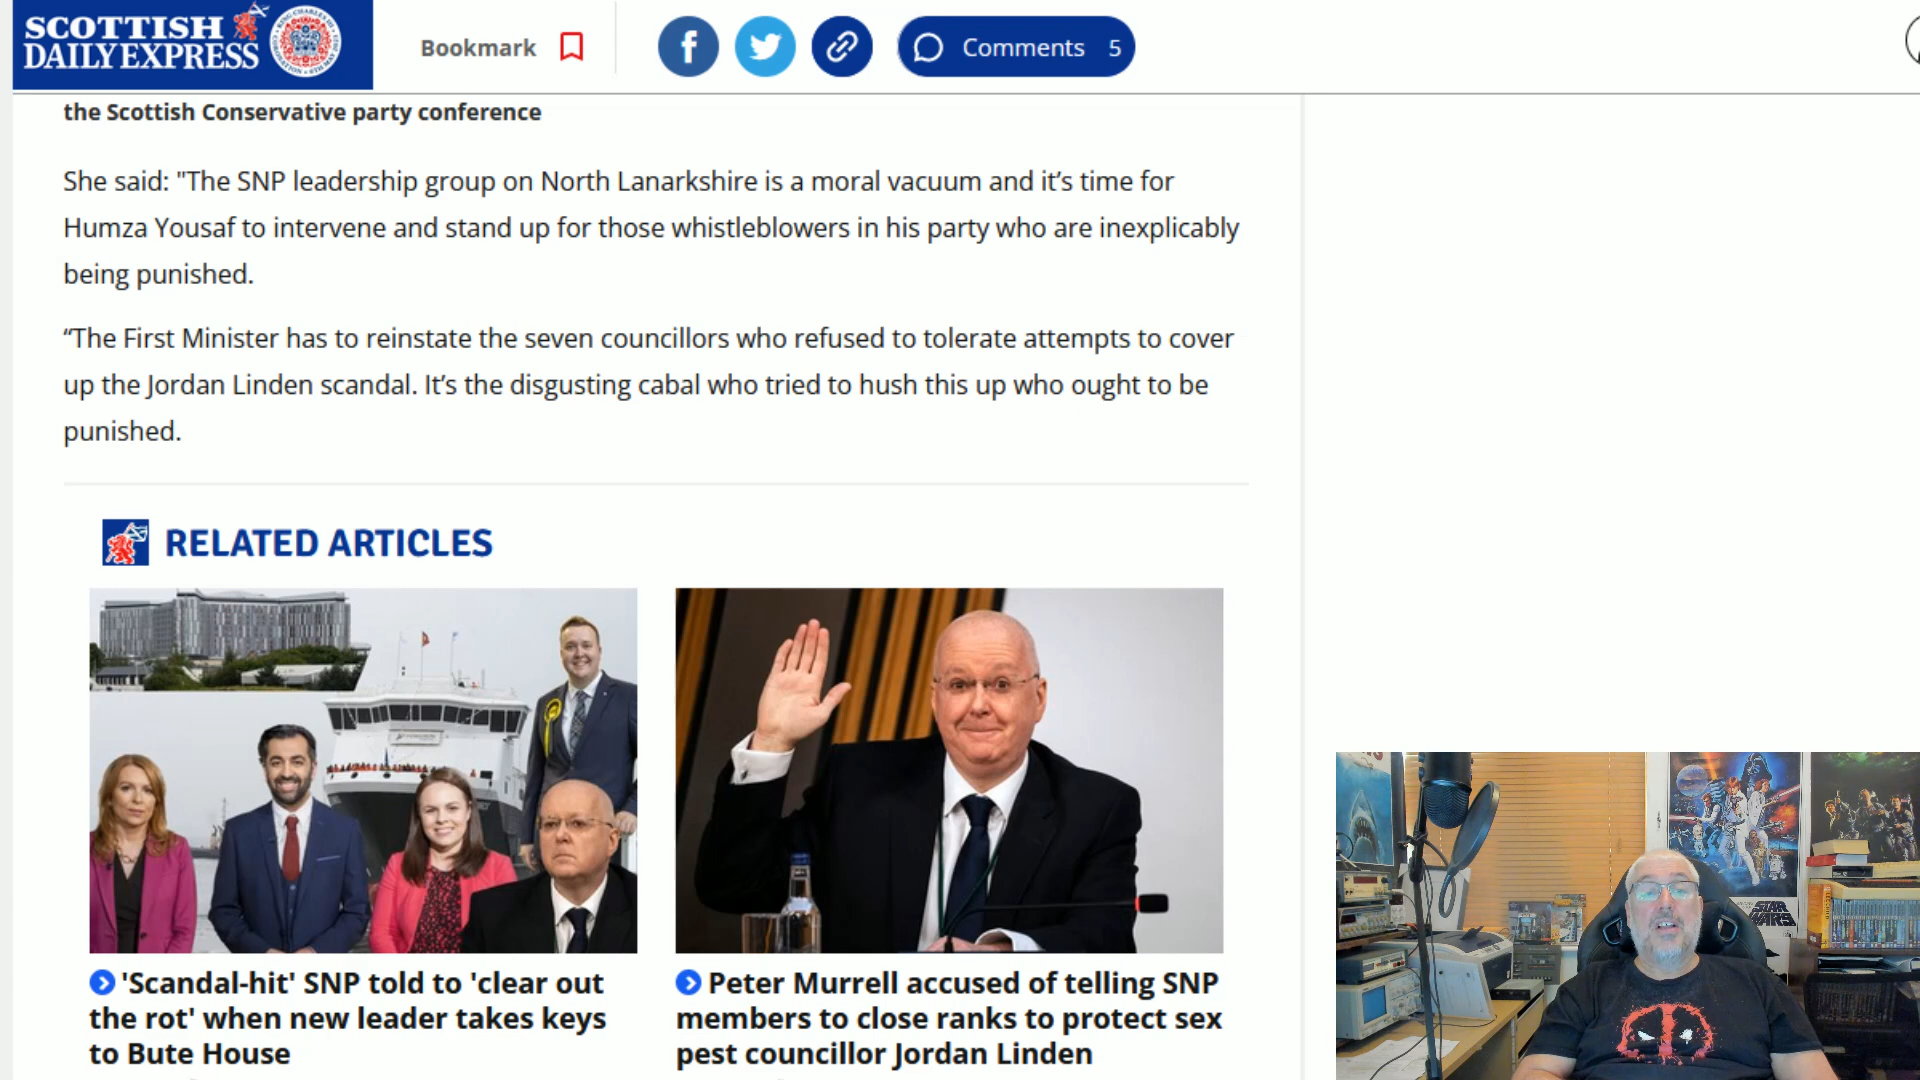 SCOTTISH
DAILY EXPRESS
Bookmark
Comments 5
the Scottish Conservative party conference
She said: "The SNP leadership group on North Lanarkshire is a moral vacuum and it’s time for
Humza Yousaf to intervene and stand up for those whistleblowers in his party who are inexplicably
being punished.
“The First Minister has to reinstate the seven councillors who refused to tolerate attempts to cover
up the Jordan Linden scandal. It’s the disgusting cabal who tried to hush this up who ought to be
punished.
RELATED ARTICLES
'Scandal-hit' SNP told to 'clear out
the rot' when new leader takes keys
to Bute House
Peter Murrell accused of telling SNP
members to close ranks to protect sex
pest councillor Jordan Linden
STAR
WARS